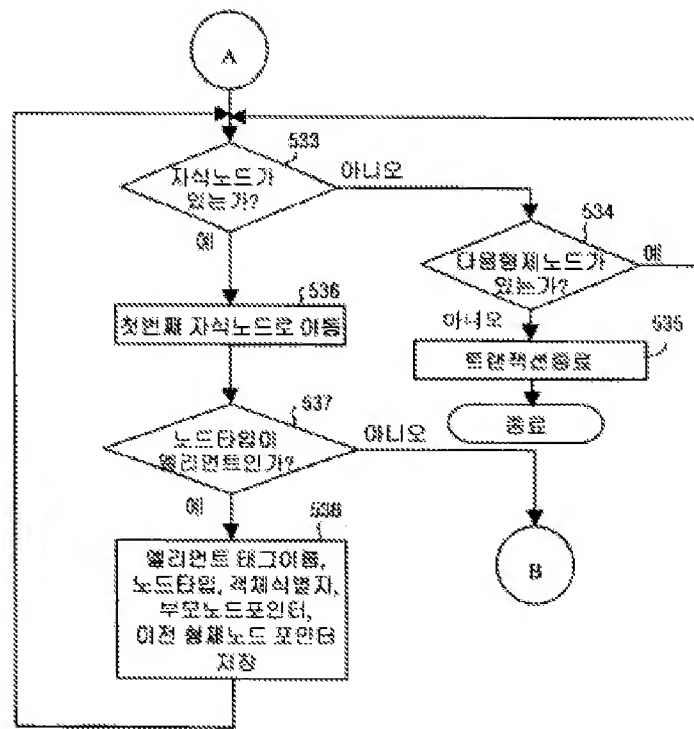 A
533
자식노드가
있는가?
아니오
예
534
다음형제노드가
있는가?
예
아니오
536
첫번째 자식노드로 이동
535
트랜잭션종료
종료
537
노드타입이
엘리먼트인가?
아니오
예
B
538
엘리먼트 태그이름,
노드타입, 객체식별자,
부모노드포인터,
이전 형제노드 포인터
저장